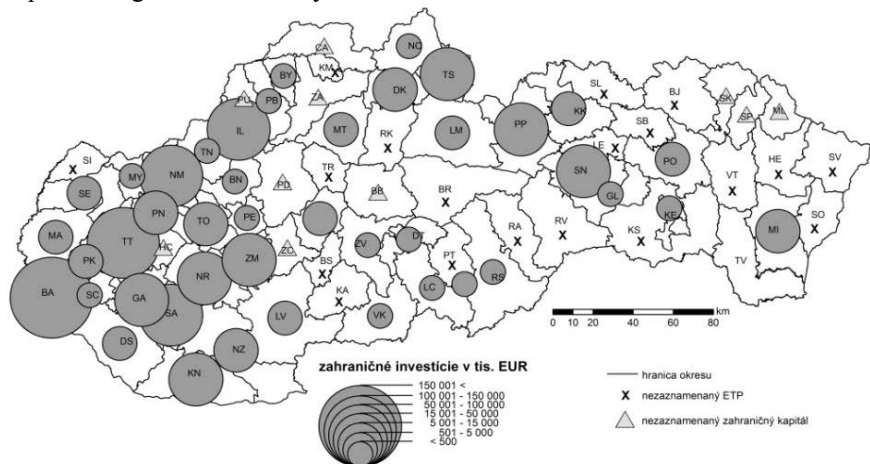 CA
NO
KM
BY
TS
SL
BJ
PU
PB
ZA
DK
SK
SP
ML
KK
IL
MT
RK
LM
PP
SB
LE
TN
SI
MY
NM
BN
PD
TR
BB
BR
SN
PO
VT
HE
SV
SE
GL
PN
TO
PE
MA
TT
HC
ZC
ZV
DT
RA
RV
KS
KE
MI
SO
PK
ZM
BS
PT
TV
BA
SC
NR
KA
LC
RS
GA
SA
LV
VK
DS
NZ
KN
km
0 10 20 40 60 80
zahraničné investície v tis. EUR
150 001 <
100 001 - 150 000
50 001 - 100 000
15 001 - 50 000
5 001 - 15 000
501 - 5 000
< 500
hranica okresu
X nezaznamenaný ETP
nezaznamenaný zahraničný kapitál